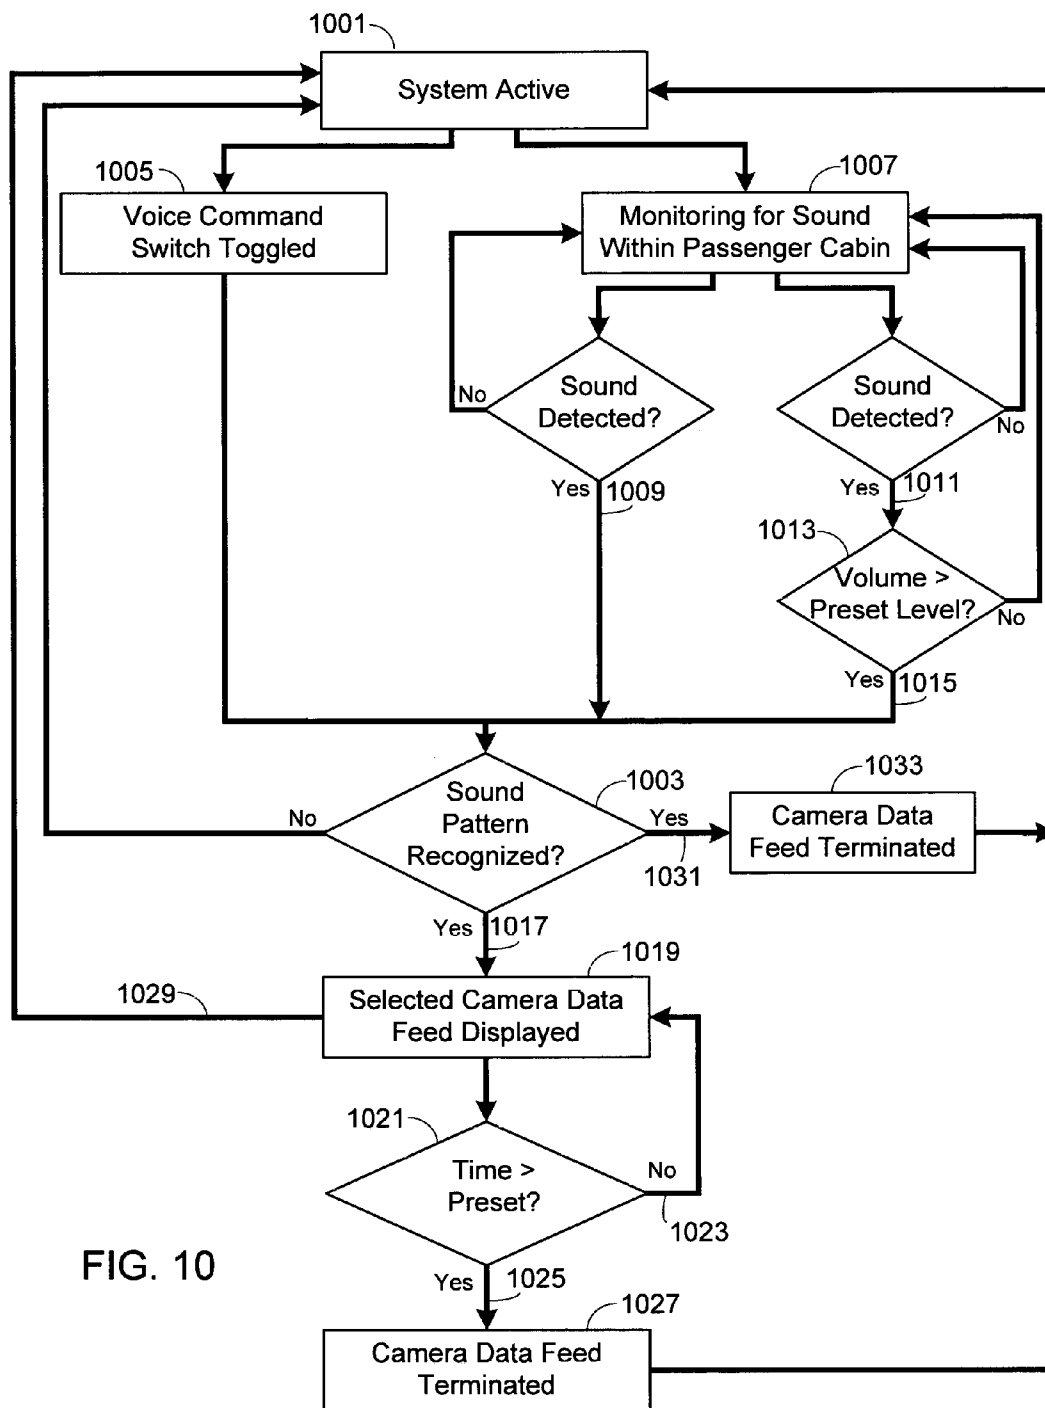 1001
System Active
1005
Voice Command
Switch Toggled
1007
Monitoring for Sound
Within Passenger Cabin
No
Sound
Detected?
Yes
1009
Sound
Detected?
No
Yes
1011
1013
Volume >
Preset Level?
No
Yes
1015
No
Sound
Pattern
Recognized?
1003
Yes
1031
1033
Camera Data
Feed Terminated
Yes
1017
1019
Selected Camera Data
Feed Displayed
1029
1021
Time >
Preset?
No
1023
Yes
1025
1027
Camera Data Feed
Terminated
FIG. 10